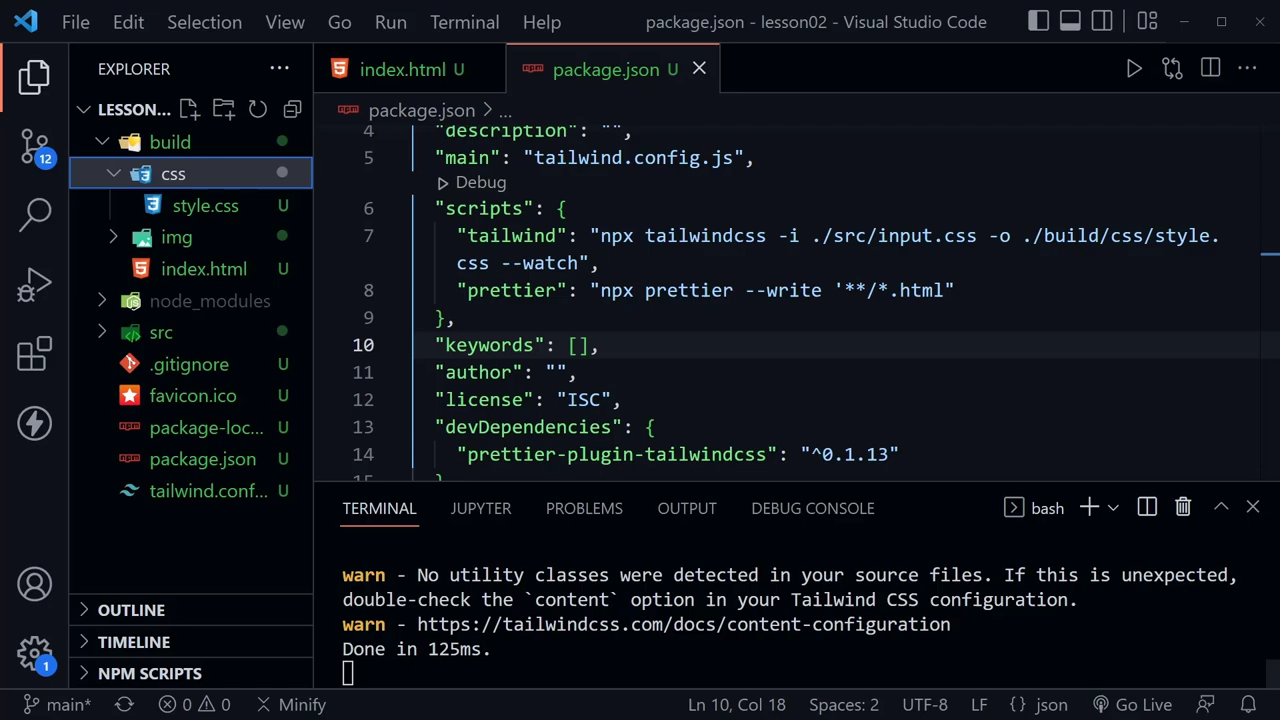 File Edit Selection View Go Run Terminal Help package.json - lesson02 - Visual Studio Code
EXPLORER
LESSON...
build
css
style.css U
img
index.html U
node_modules
src
.gitignore U
favicon.ico U
package-loc... U
package.json U
tailwind.conf... U
OUTLINE
TIMELINE
NPM SCRIPTS
12
1
index.html U package.json U
package.json > ...
4 "description": "",
5 "main": "tailwind.config.js",
Debug
6 "scripts": {
7 "tailwind": "npx tailwindcss -i ./src/input.css -o ./build/css/style.
css --watch",
8 "prettier": "npx prettier --write '**/*.html"
9 },
10 "keywords": [],
11 "author": "",
12 "license": "ISC",
13 "devDependencies": {
14 "prettier-plugin-tailwindcss": "^0.1.13"
15 }
TERMINAL JUPYTER PROBLEMS OUTPUT DEBUG CONSOLE bash
warn - No utility classes were detected in your source files. If this is unexpected,
double-check the `content` option in your Tailwind CSS configuration.
warn - https://tailwindcss.com/docs/content-configuration
Done in 125ms.
main* 0 0 Minify Ln 10, Col 18 Spaces: 2 UTF-8 LF {} json Go Live